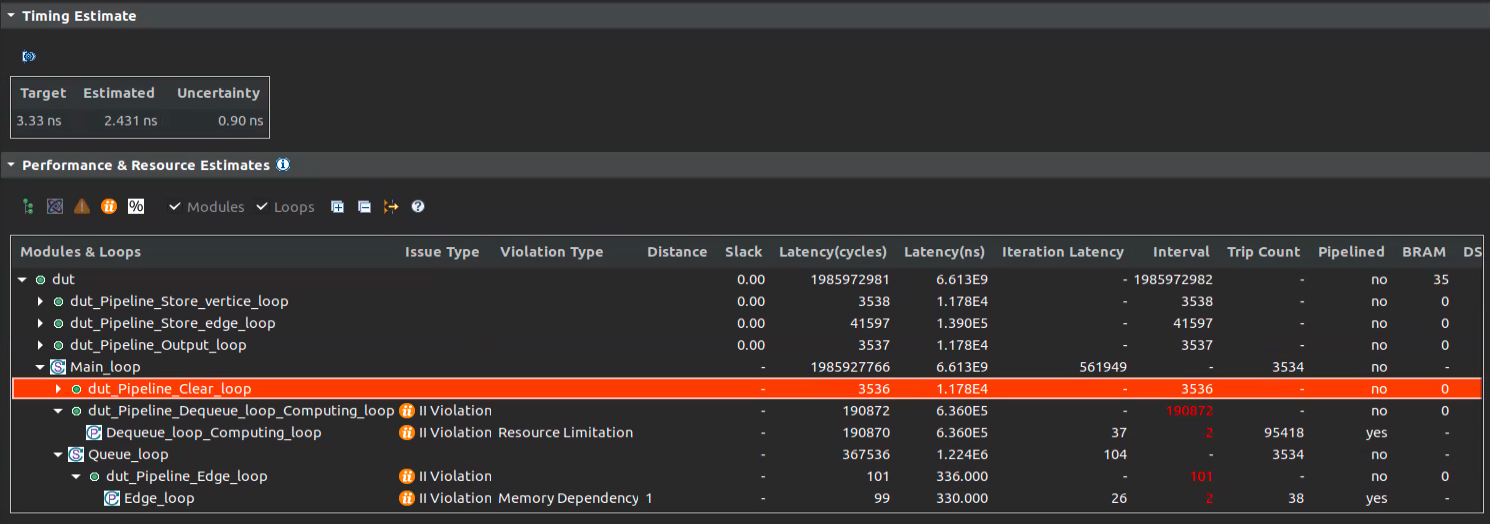 Timing Estimate
Target Estimated Uncertainty
3.33 ns 2.431 ns 0.90 ns
Performance & Resource Estimates
% Modules Loops
Modules & Loops Issue Type Violation Type Distance Slack Latency(cycles) Latency(ns) Iteration Latency Interval Trip Count Pipelined BRAM DS
dut 0.00 1985972981 6.613E9 - 1985972982 - no 35
dut_Pipeline_Store_vertice_loop 0.00 3538 1.178E4 - 3538 - no 0
dut_Pipeline_Store_edge_loop 0.00 41597 1.390E5 - 41597 - no 0
dut_Pipeline_Output_loop 0.00 3537 1.178E4 - 3537 - no 0
Main_loop - 1985927766 6.613E9 561949 - 3534 no -
dut_Pipeline_Clear_loop - 3536 1.178E4 - 3536 - no 0
dut_Pipeline_Dequeue_loop_Computing_loop II Violation - 190872 6.360E5 - 190872 - no 0
Dequeue_loop_Computing_loop II Violation Resource Limitation - 190870 6.360E5 37 2 95418 yes -
Queue_loop - 367536 1.224E6 104 - 3534 no -
dut_Pipeline_Edge_loop II Violation - 101 336.000 - 101 - no 0
Edge_loop II Violation Memory Dependency 1 - 99 330.000 26 2 38 yes -